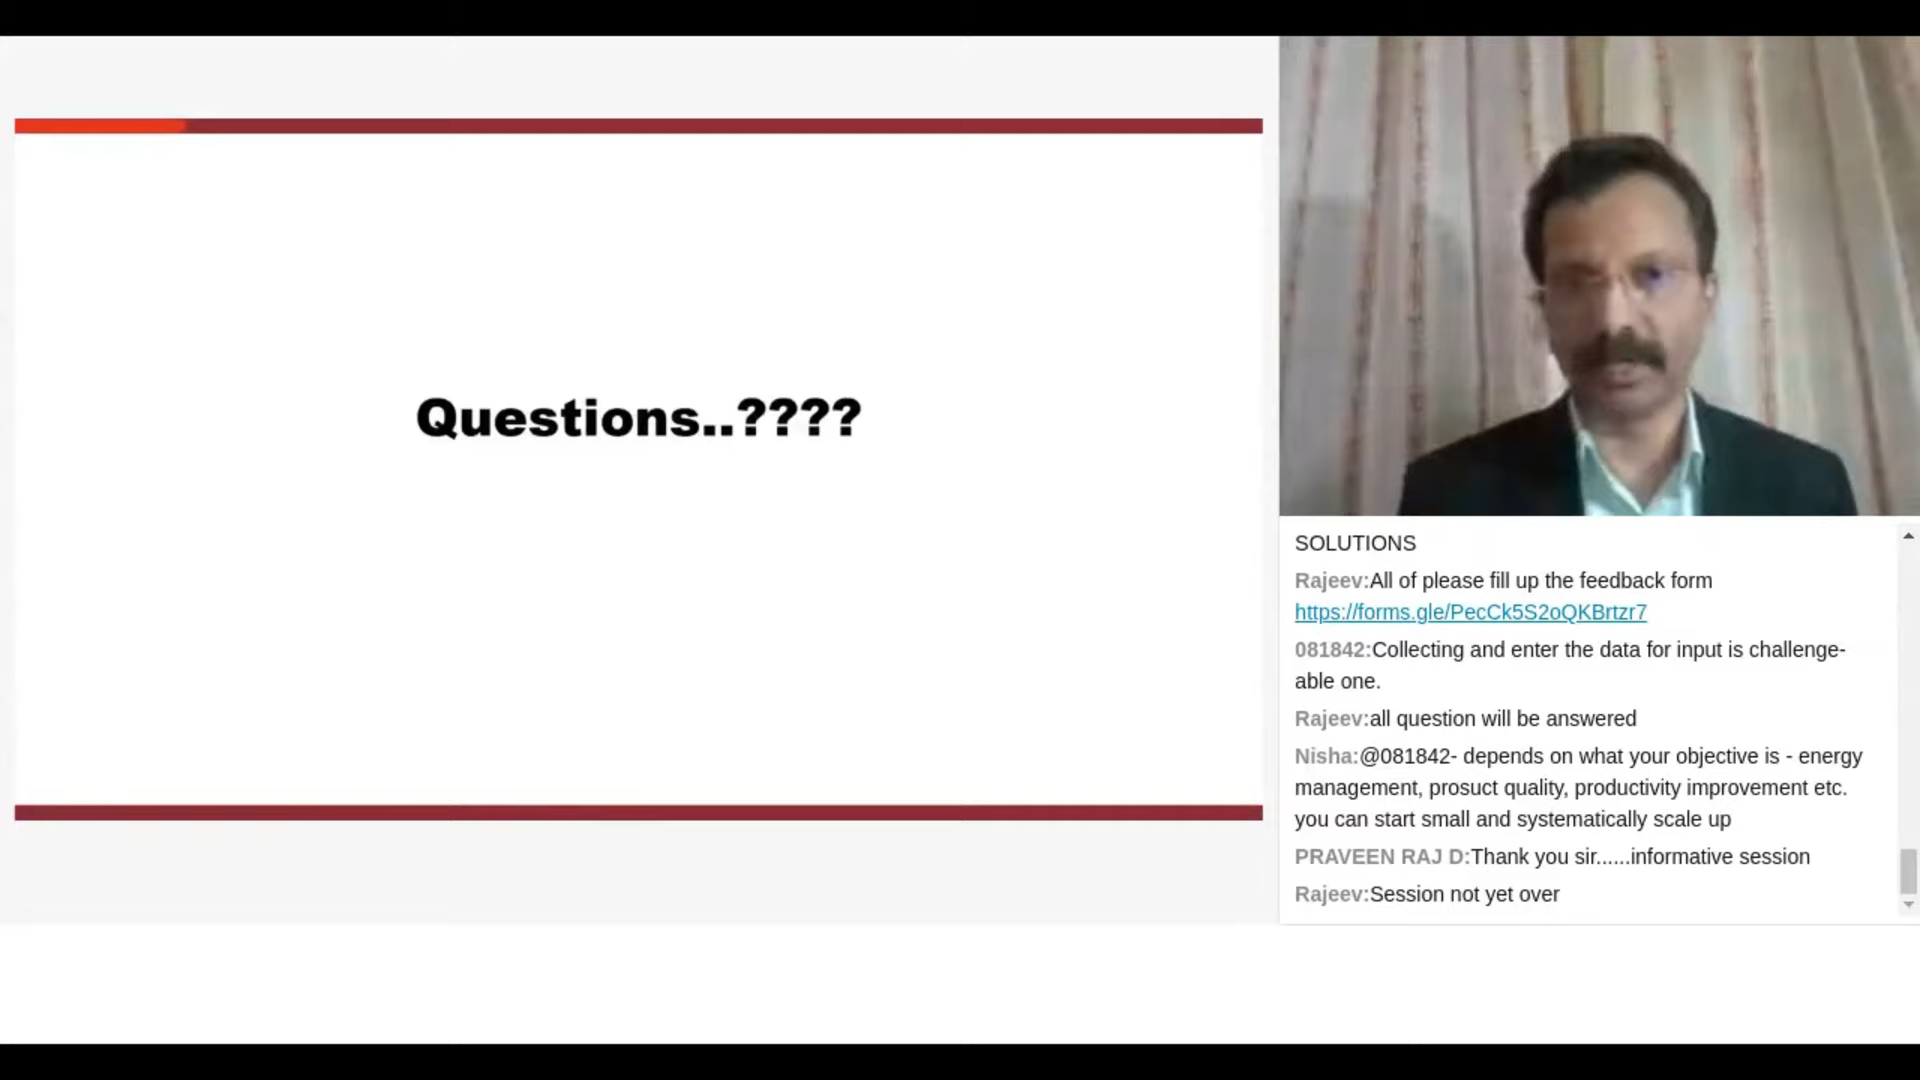 Questions..????
SOLUTIONS
Rajeev:All of please fill up the feedback form
https://forms.gle/PecCk5S2oQKBrtzr7
081842:Collecting and enter the data for input is challenge-
able one.
Rajeev:all question will be answered
Nisha:@081842- depends on what your objective is - energy
management, prosuct quality, productivity improvement etc.
you can start small and systematically scale up
PRAVEEN RAJ D:Thank you sir......informative session
Rajeev:Session not yet over